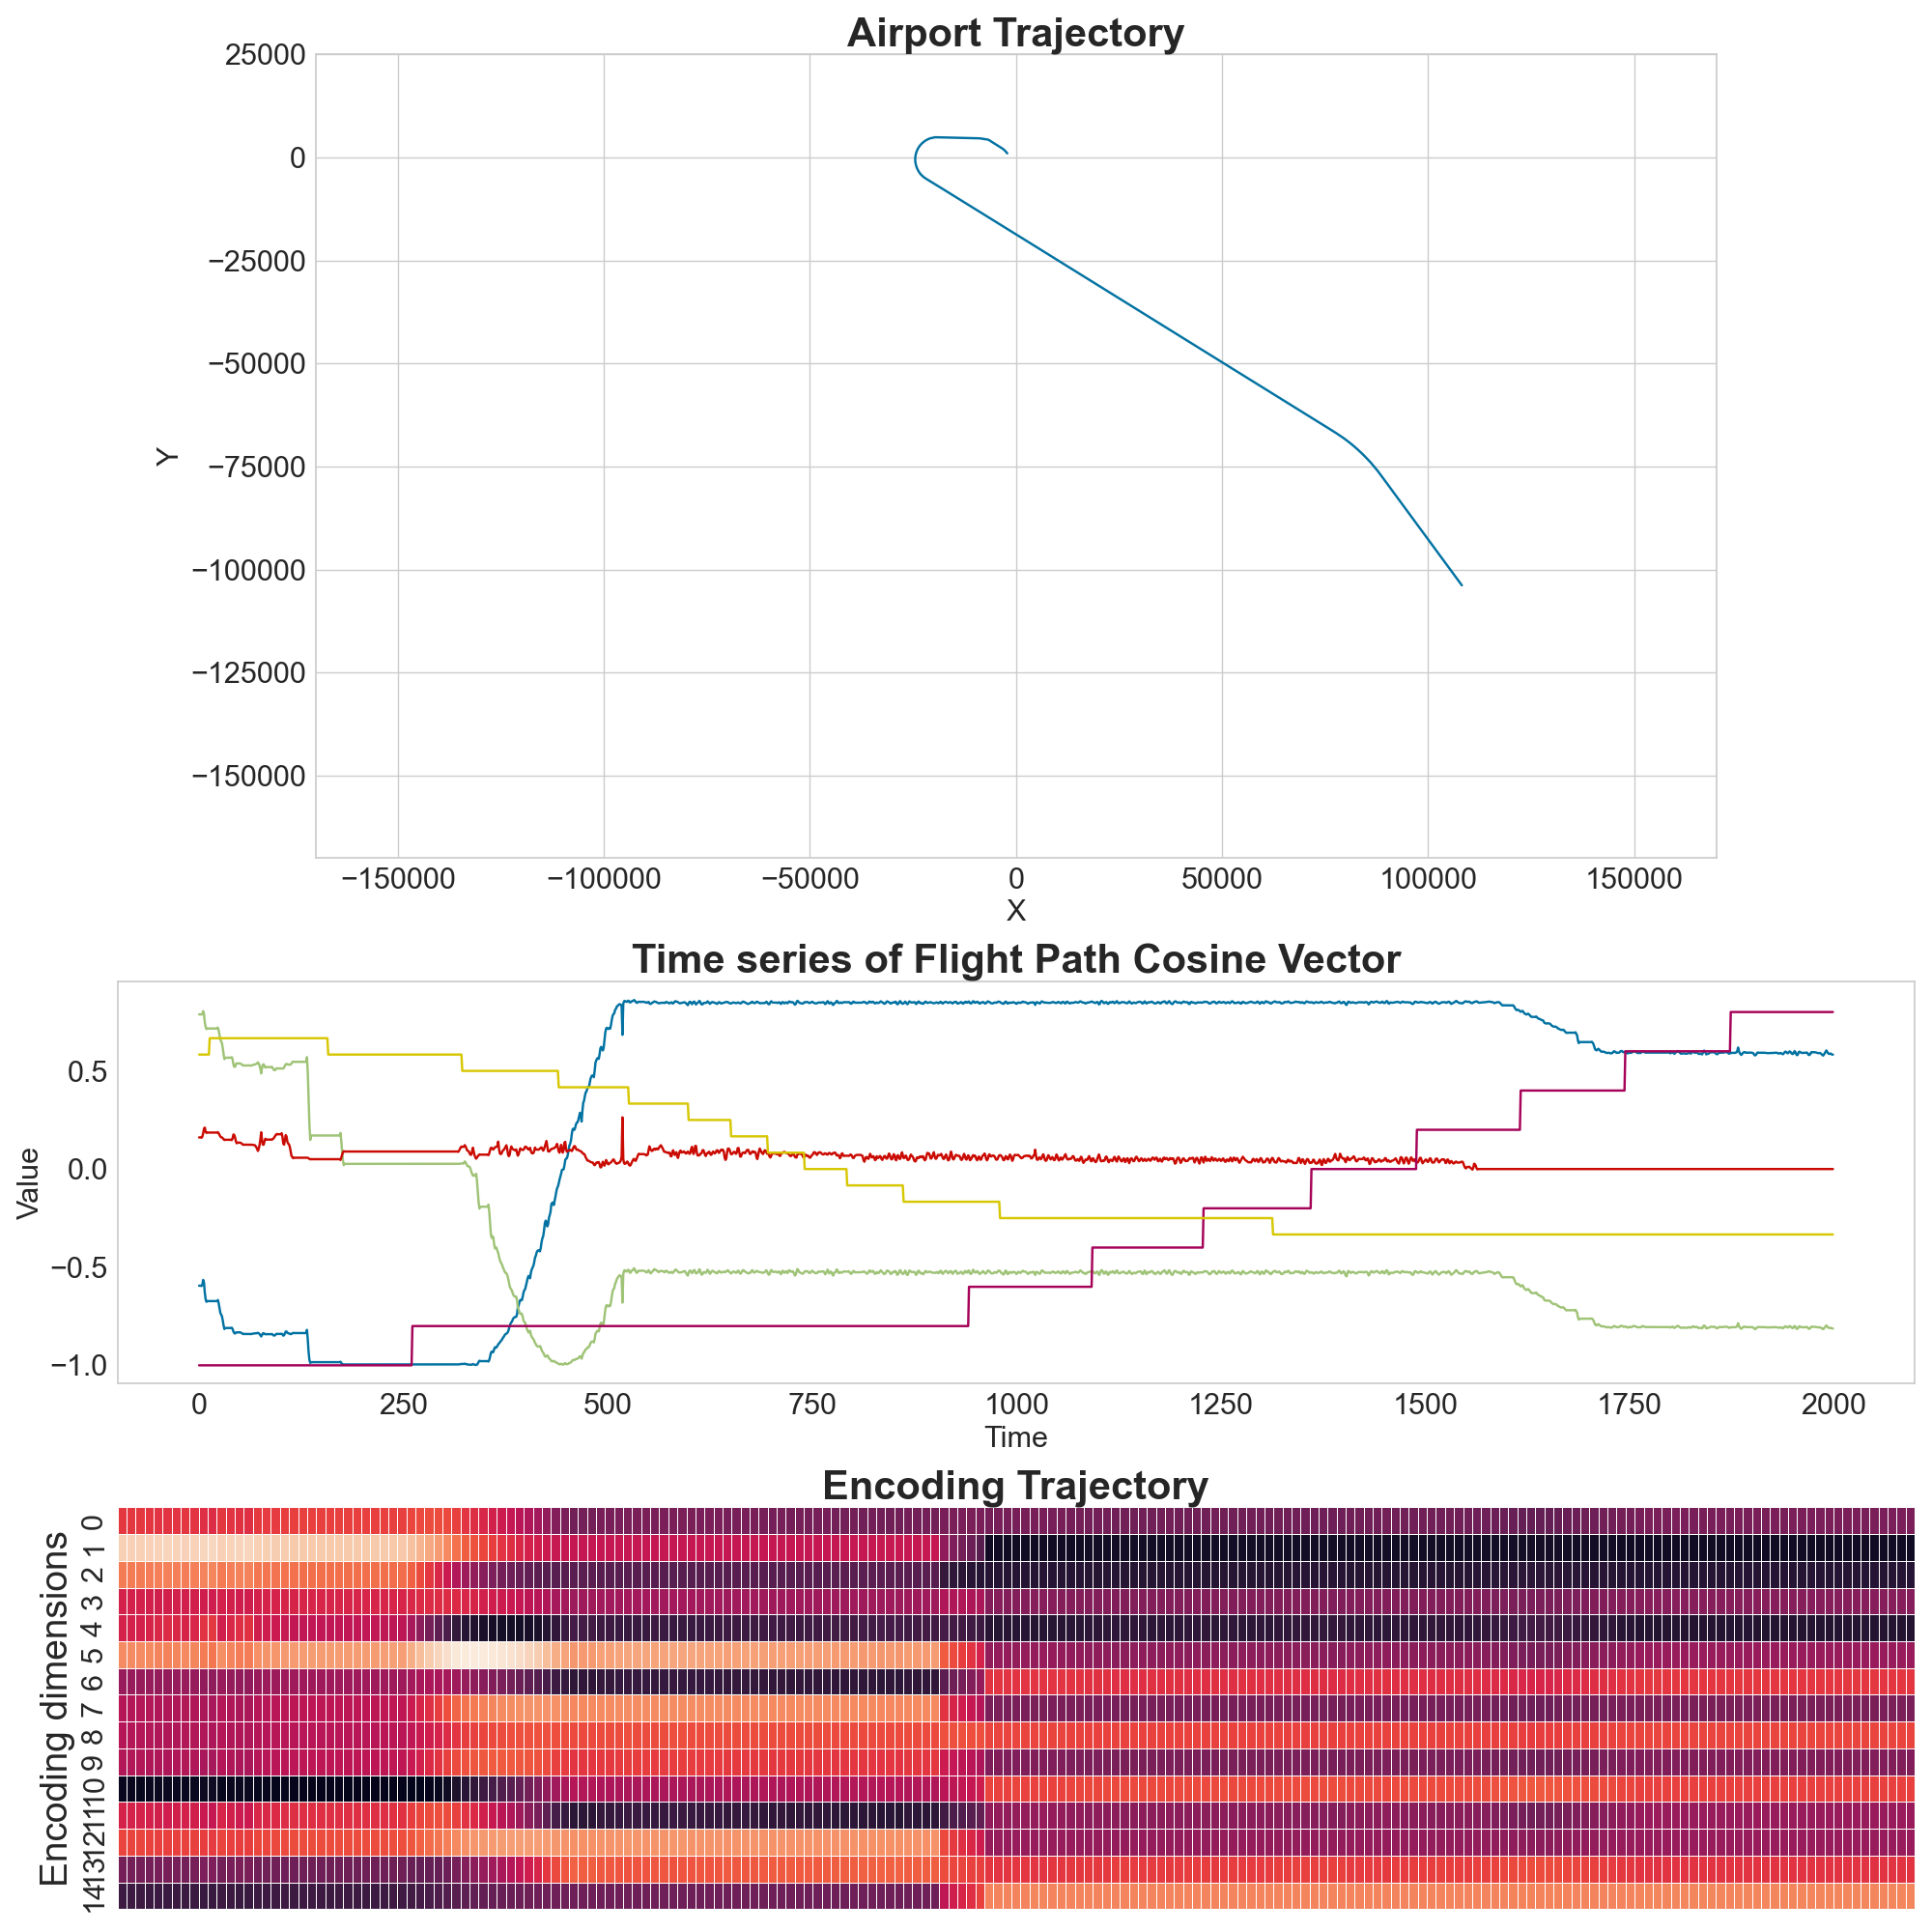 Airport Trajectory
25000
0
−25000
−50000
−75000
−100000
−125000
−150000
Y
−150000 −100000 −50000 0 50000 100000 150000
X
Time series of Flight Path Cosine Vector
0.5
0.0
−0.5
−1.0
Value
0 250 500 750 1000 1250 1500 1750 2000
Time
Encoding Trajectory
Encoding dimensions
0
1
2
3
4
5
6
7
8
9
10
11
12
13
14